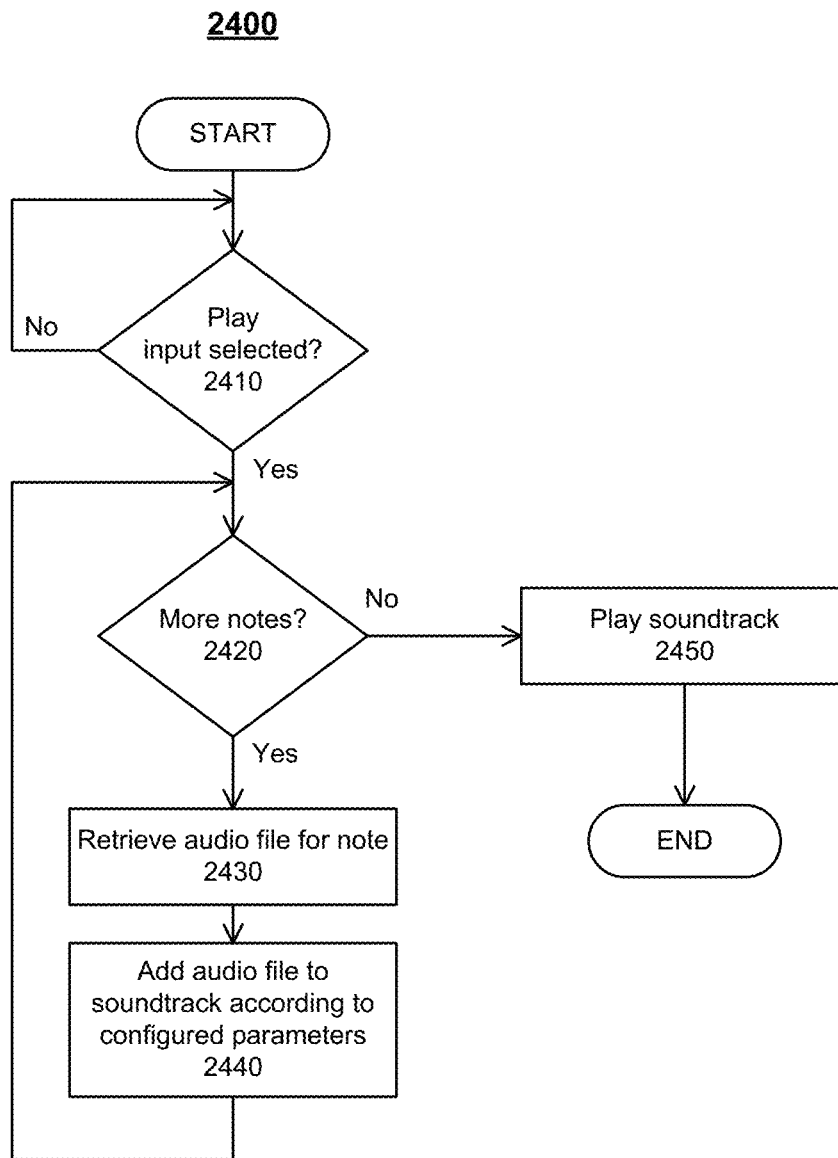 2400
START
No
Play
input selected?
2410
Yes
More notes?
2420
No
Play soundtrack
2450
Yes
Retrieve audio file for note
2430
END
Add audio file to
soundtrack according to
configured parameters
2440